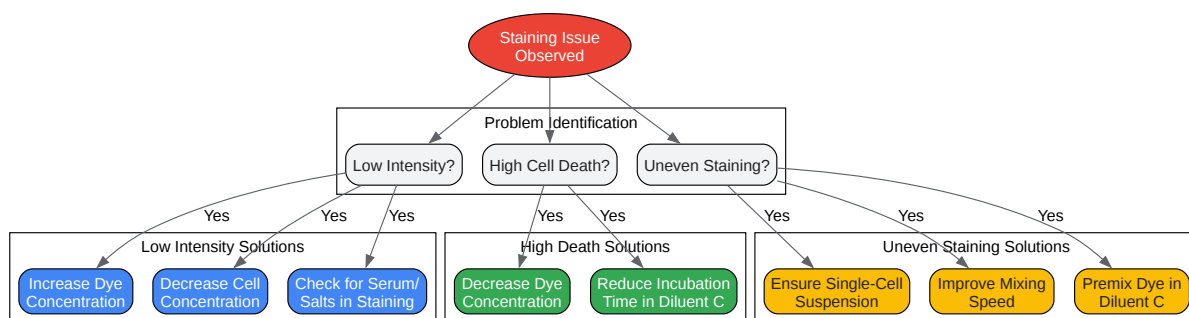 Staining Issue
Observed
Problem Identification
Low Intensity?
High Cell Death?
Uneven Staining?
Yes
Yes
Yes
Yes
Yes
Yes
Yes
Yes
Low Intensity Solutions
High Death Solutions
Uneven Staining Solutions
Increase Dye
Concentration
Decrease Cell
Concentration
Check for Serum/
Salts in Staining
Decrease Dye
Concentration
Reduce Incubation
Time in Diluent C
Ensure Single-Cell
Suspension
Improve Mixing
Speed
Premix Dye in
Diluent C